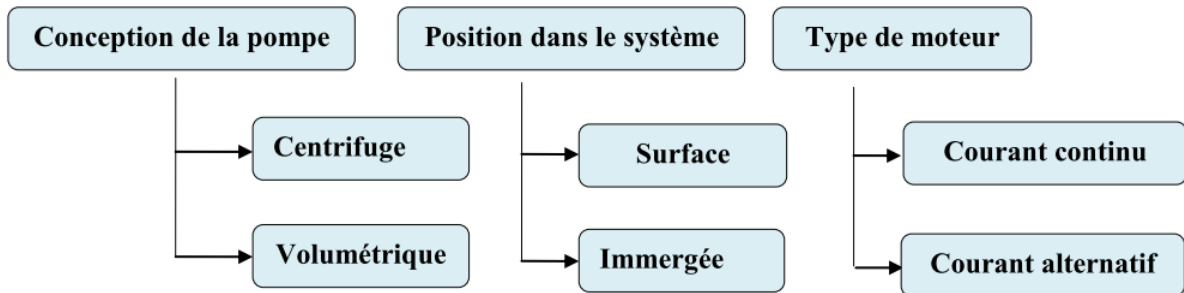 Conception de la pompe
Position dans le système
Type de moteur
Centrifuge
Surface
Courant continu
Volumétrique
Immergée
Courant alternatif